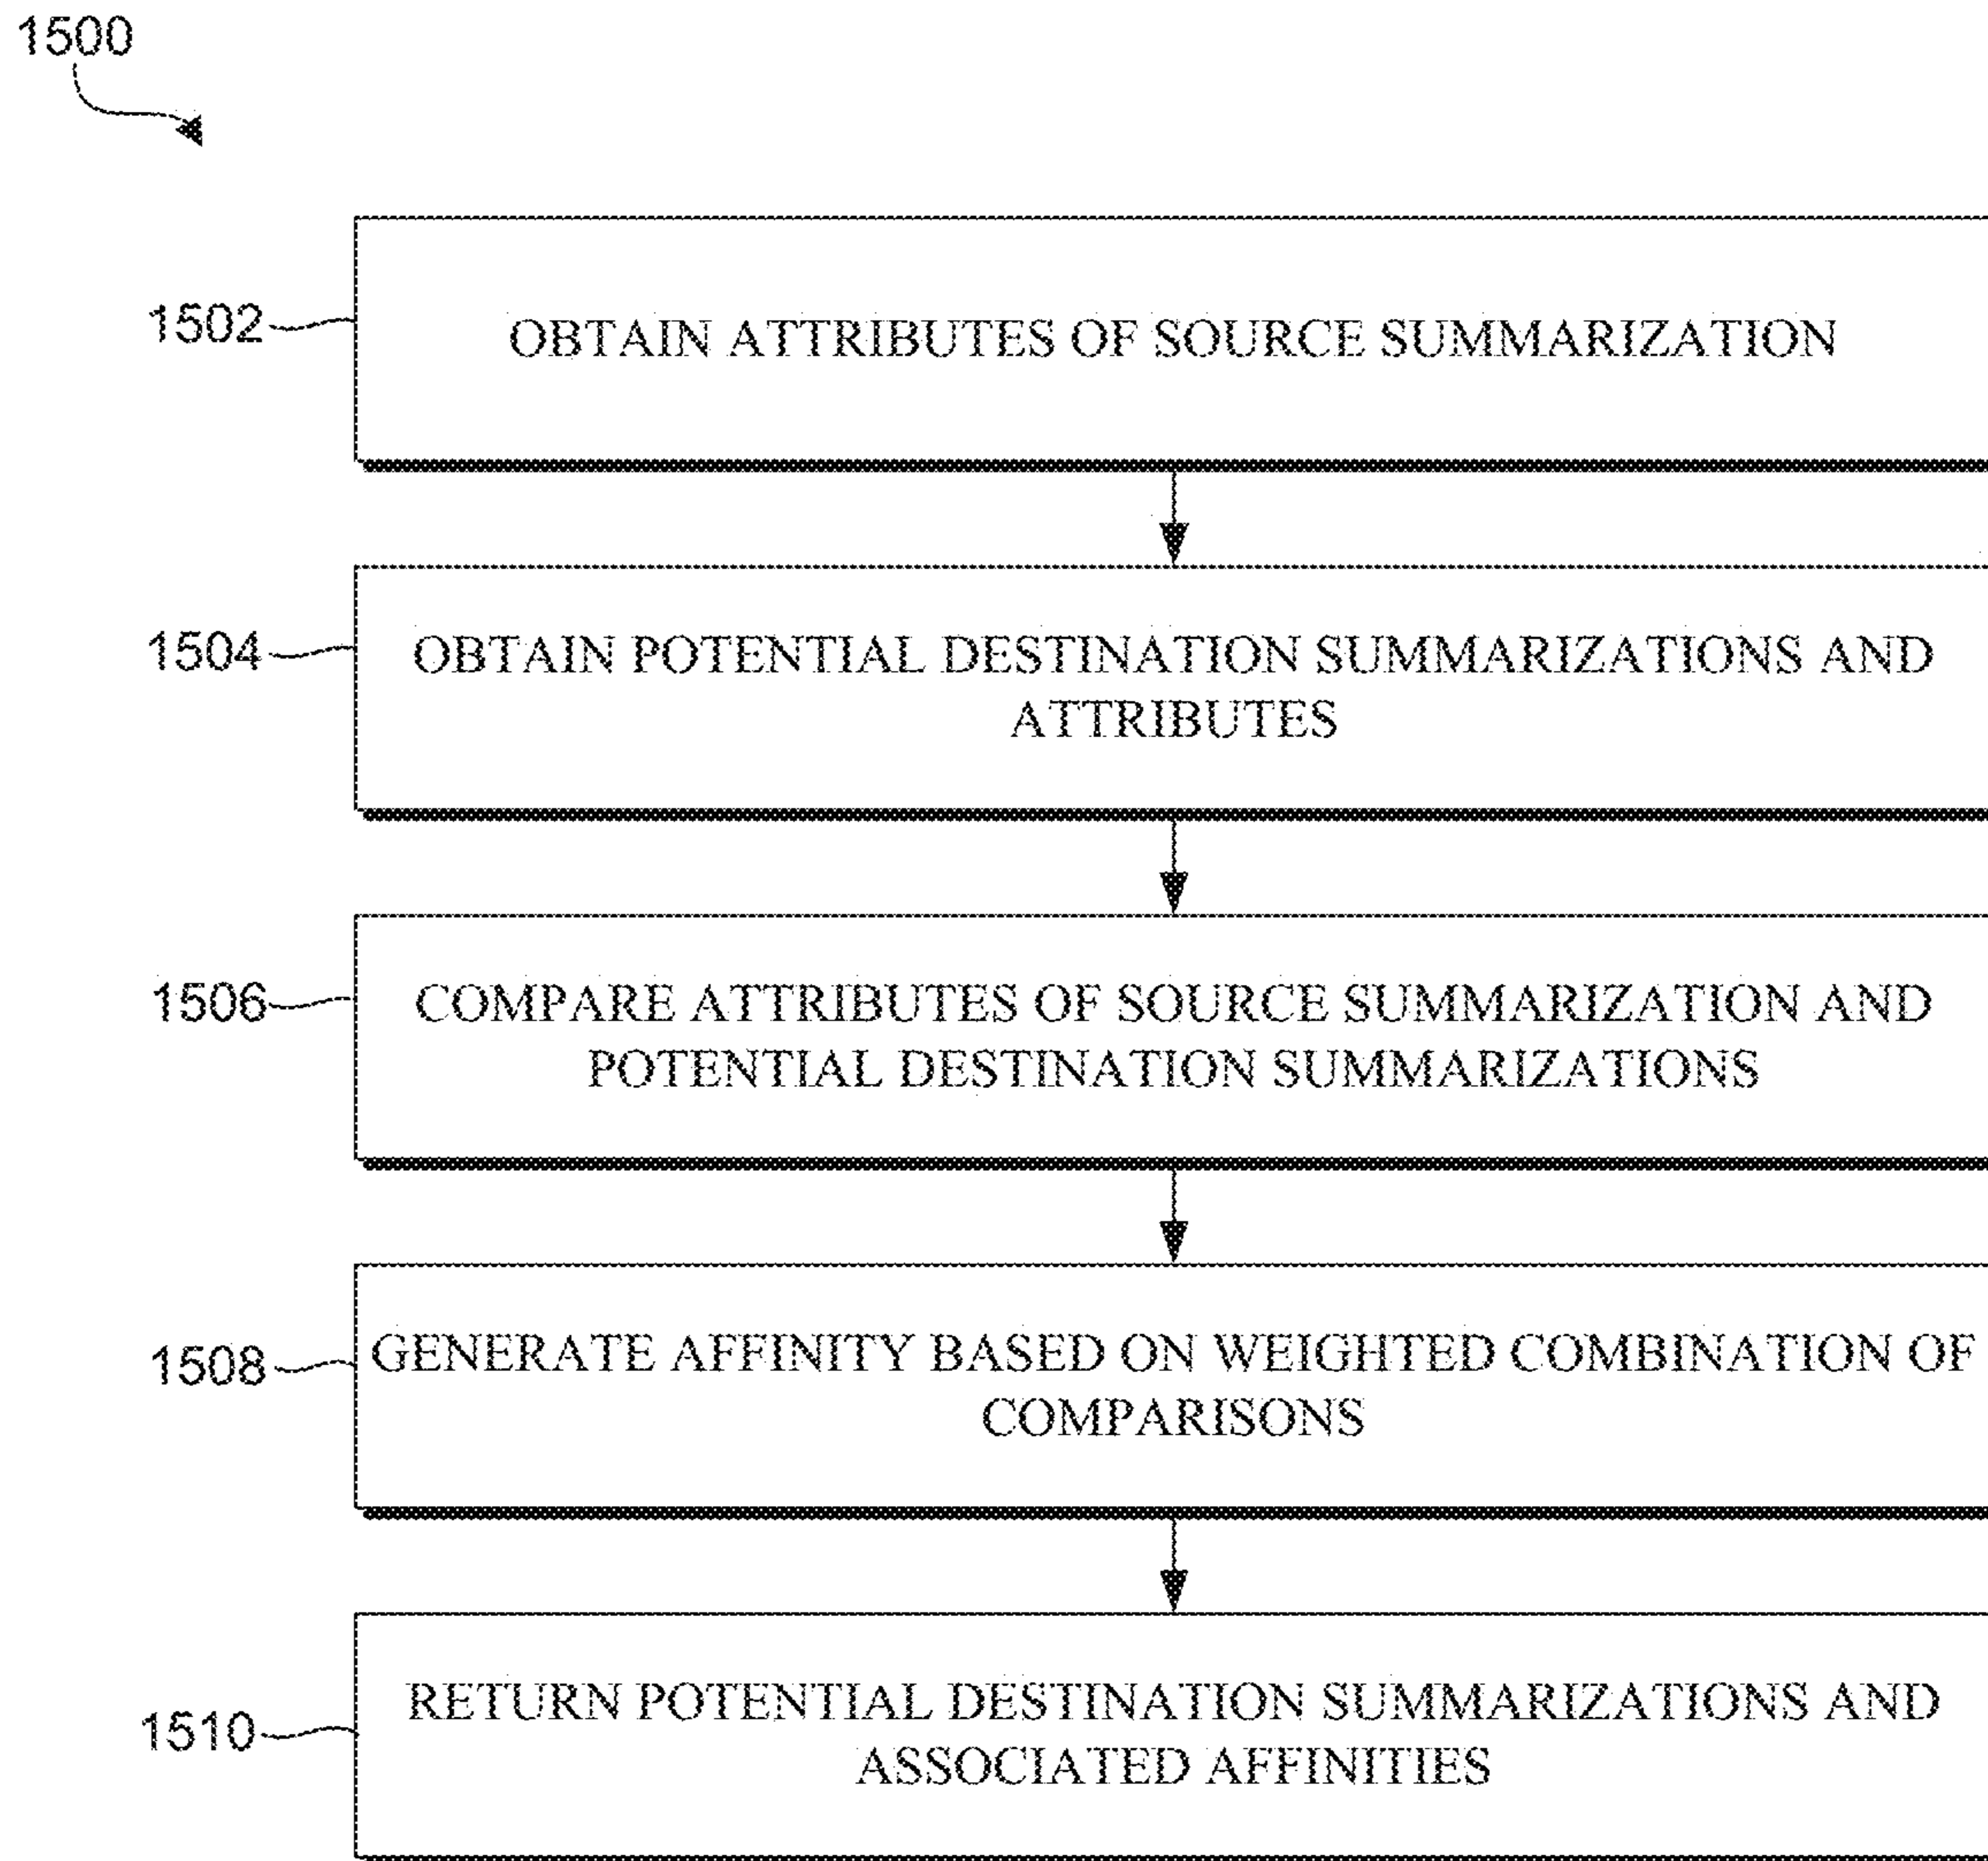 1500
1502
OBTAIN ATTRIBUTES OF SOURCE SUMMARIZATION
1504
OBTAIN POTENTIAL DESTINATION SUMMARIZATIONS AND
ATTRIBUTES
1506
COMPARE ATTRIBUTES OF SOURCE SUMMARIZATION AND
POTENTIAL DESTINATION SUMMARIZATIONS
1508
GENERATE AFFINITY BASED ON WEIGHTED COMBINATION OF
COMPARISONS
1510
RETURN POTENTIAL DESTINATION SUMMARIZATIONS AND
ASSOCIATED AFFINITIES